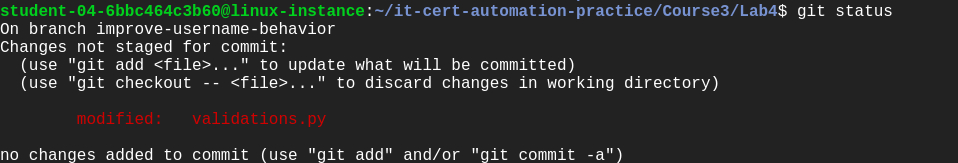 student-04-6bbc464c3b60@linux-instance:~/it-cert-automation-practice/Course3/Lab4$ git status
On branch improve-username-behavior
Changes not staged for commit:
  (use "git add <file>..." to update what will be committed)
  (use "git checkout -- <file>..." to discard changes in working directory)
        modified:   validations.py
no changes added to commit (use "git add" and/or "git commit -a")